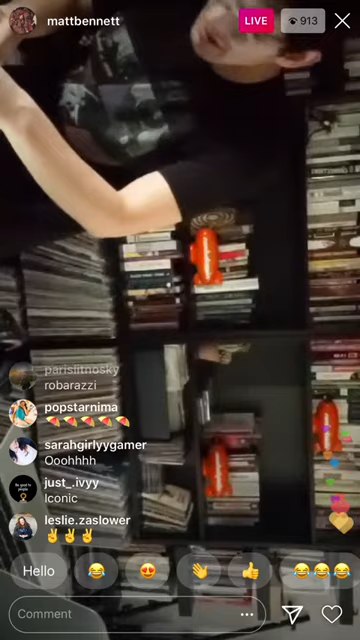 mattbennett
LIVE
913
parislitnosky
robarazzi
popstarnima
⛱⛱⛱⛱⛱
sarahgirlyygamer
Ooohhhh
just_.ivyy
Iconic
leslie.zaslower
✌✌✌
Hello 😂 😍 👋 👍 😂😂😂
Comment